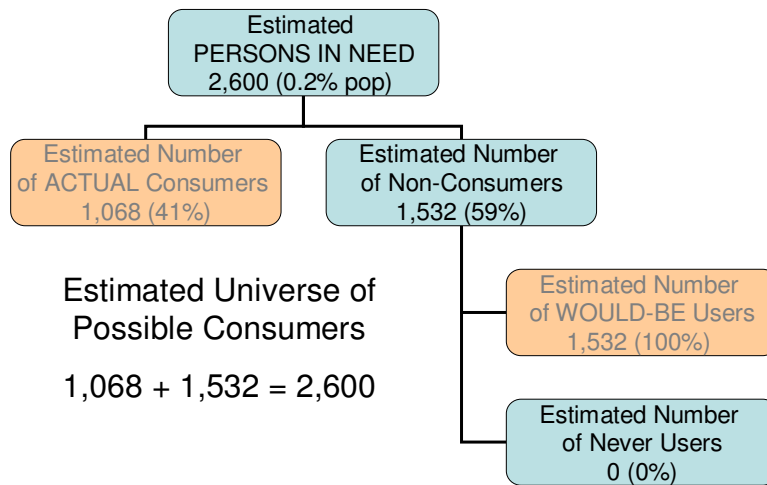 Estimated
PERSONS IN NEED
2,600 (0.2% pop)
Estimated Number
of ACTUAL Consumers
1,068 (41%)
Estimated Number
of Non-Consumers
1,532 (59%)
Estimated Universe of
Possible Consumers
1,068 + 1,532 = 2,600
Estimated Number
of WOULD-BE Users
1,532 (100%)
Estimated Number
of Never Users
0 (0%)